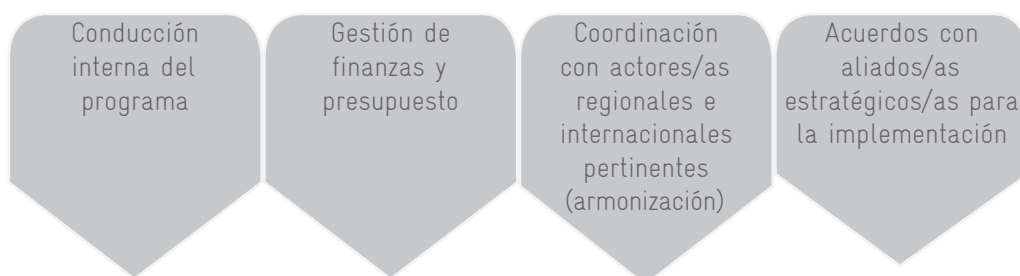 Conducción
interna del
programa
Gestión de
finanzas y
presupuesto
Coordinación
con actores/as
regionales e
internacionales
pertinentes
(armonización)
Acuerdos con
aliados/as
estratégicos/as para
la implementación